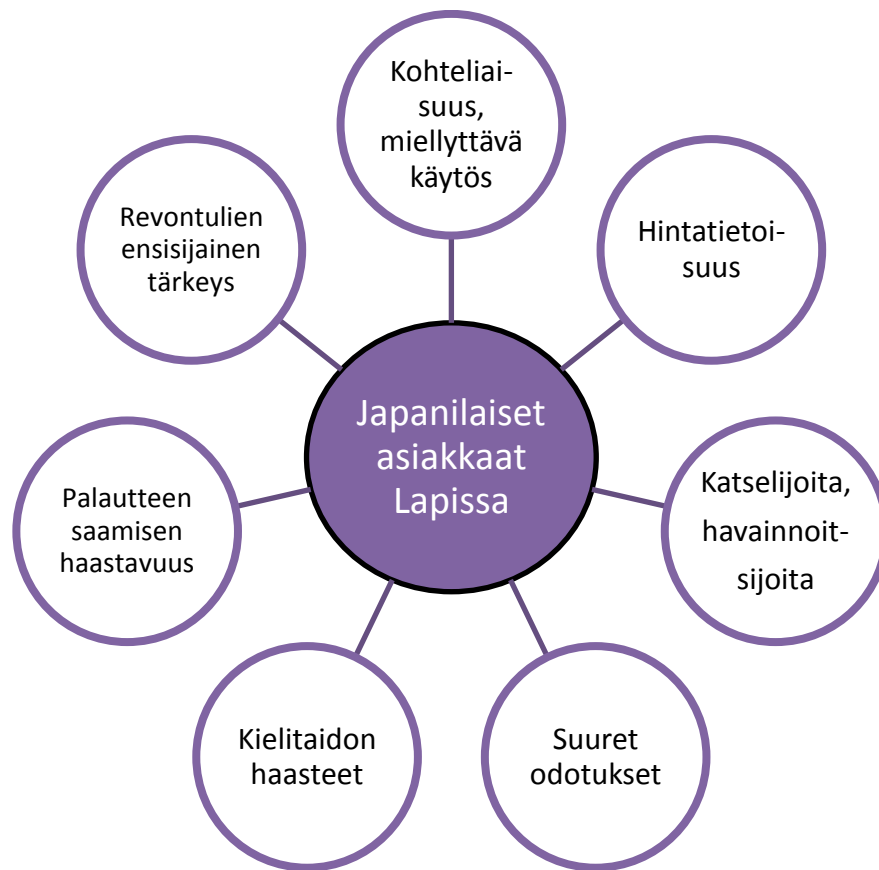 Kohteliai-
suus,
miellyttävä
käytös
Hintatietoi-
suus
Katselijoita,
havainnoit-
sijoita
Suuret
odotukset
Kielitaidon
haasteet
Palautteen
saamisen
haastavuus
Revontulien
ensisijainen
tärkeys
Japanilaiset
asiakkaat
Lapissa